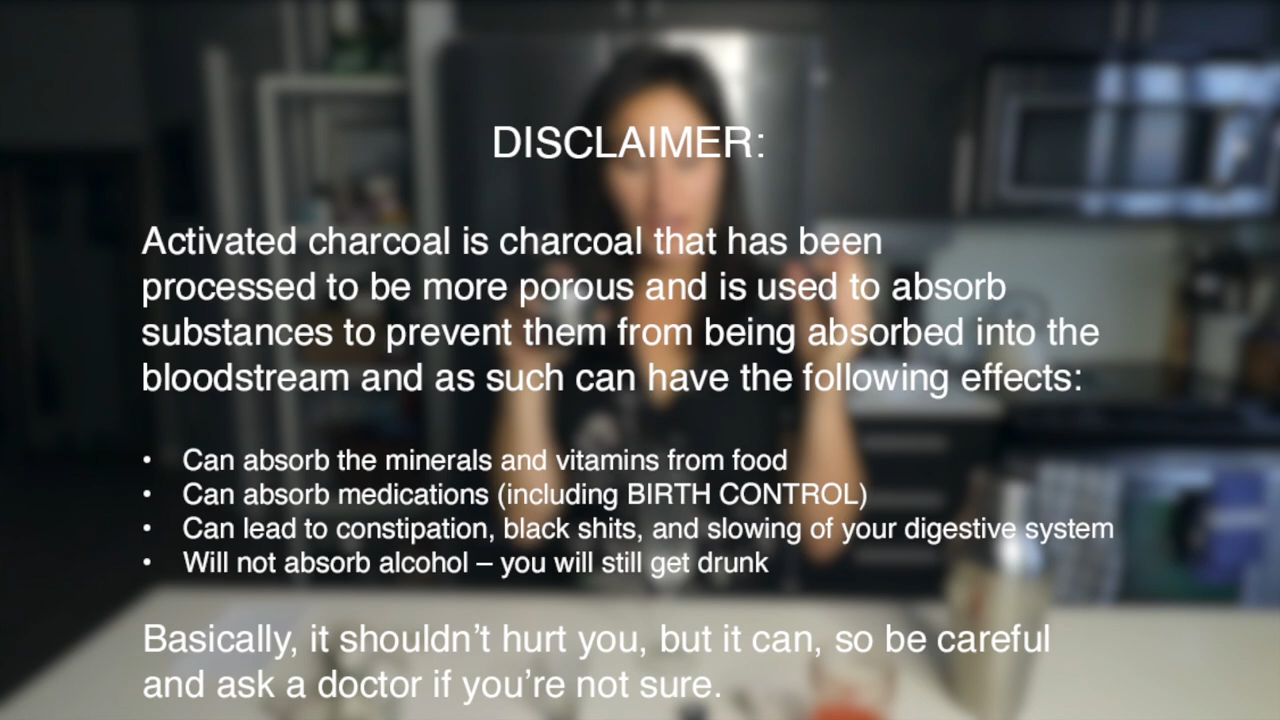 DISCLAIMER:
Activated charcoal is charcoal that has been
processed to be more porous and is used to absorb
substances to prevent them from being absorbed into the
bloodstream and as such can have the following effects:
• Can absorb the minerals and vitamins from food
• Can absorb medications (including BIRTH CONTROL)
• Can lead to constipation, black shits, and slowing of your digestive system
• Will not absorb alcohol – you will still get drunk
Basically, it shouldn’t hurt you, but it can, so be careful
and ask a doctor if you’re not sure.